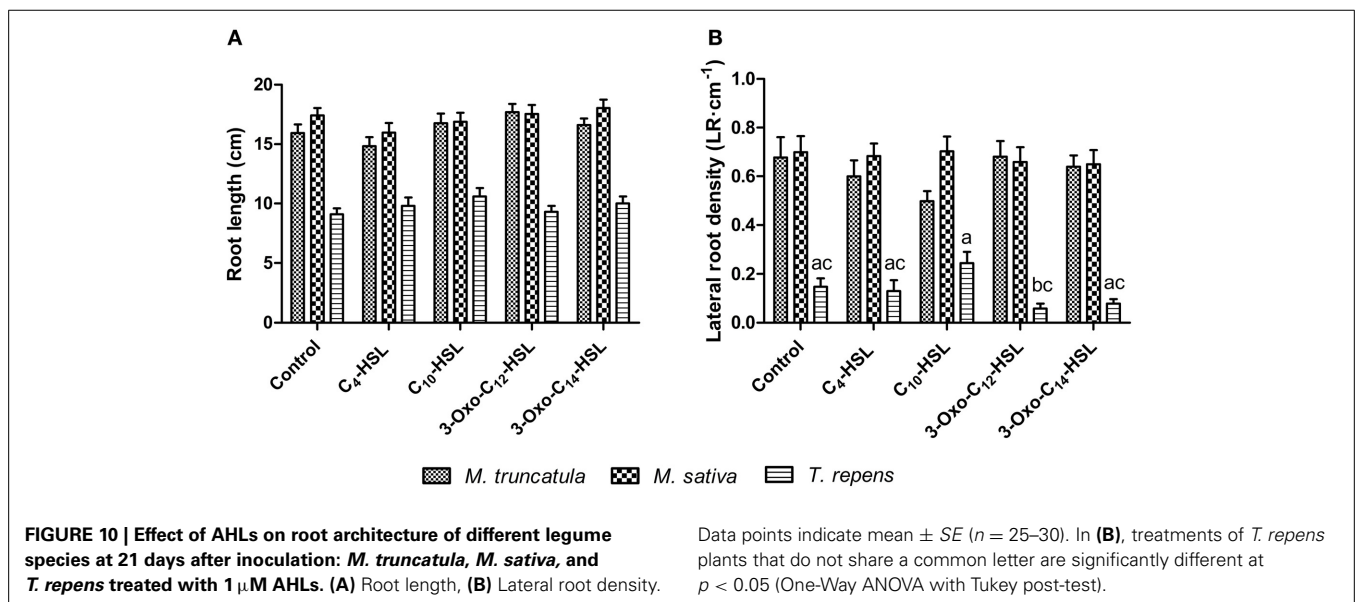 A
Root length (cm)
20
15
10
5
0
Control
C₄-HSL
C₁₀-HSL
3-Oxo-C₁₂-HSL
3-Oxo-C₁₄-HSL
B
Lateral root density (LR·cm⁻¹)
1.0
0.8
0.6
0.4
0.2
0.0
ac
ac
a
bc
ac
Control
C₄-HSL
C₁₀-HSL
3-Oxo-C₁₂-HSL
3-Oxo-C₁₄-HSL
M. truncatula
M. sativa
T. repens
FIGURE 10 | Effect of AHLs on root architecture of different legume
species at 21 days after inoculation: M. truncatula, M. sativa, and
T. repens treated with 1 μM AHLs. (A) Root length, (B) Lateral root density.
Data points indicate mean ± SE (n = 25–30). In (B), treatments of T. repens
plants that do not share a common letter are significantly different at
p < 0.05 (One-Way ANOVA with Tukey post-test).